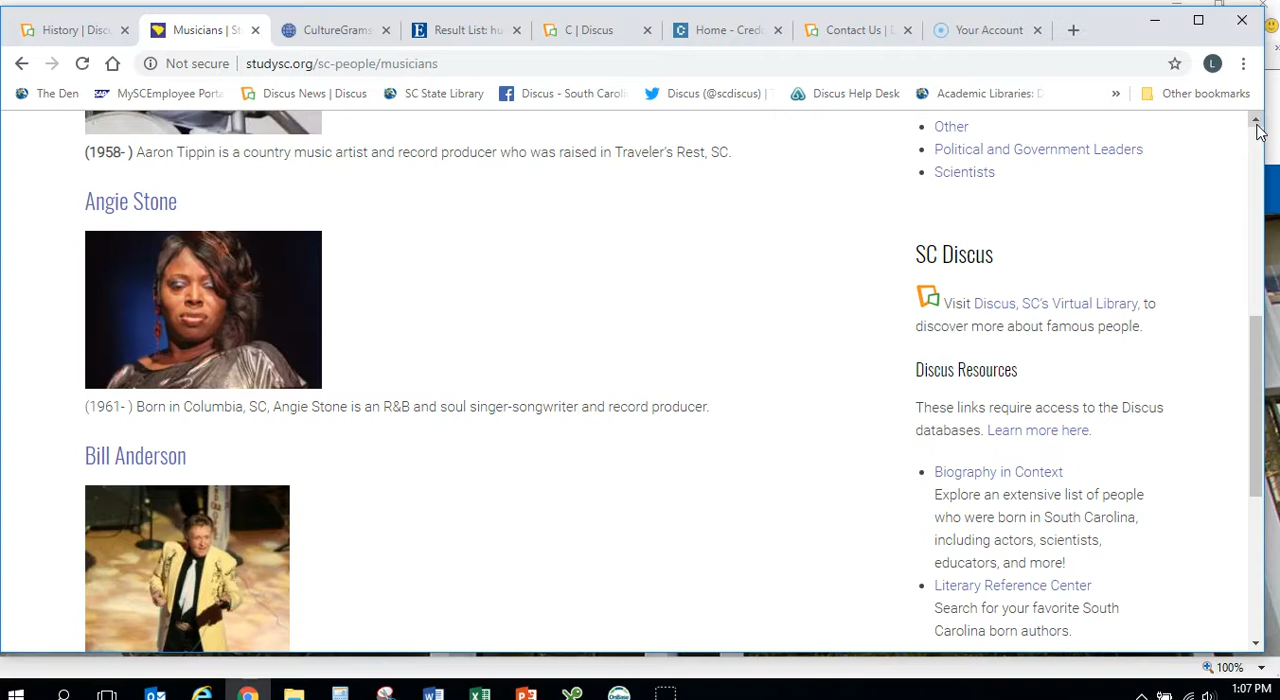 History | Discu
Musicians | St
CultureGrams
Result List: hu
C | Discus
Home - Credo
Contact Us | D
Your Account
Not secure
studysc.org/sc-people/musicians
L
The Den
MySCEmployee Porta
Discus News | Discus
SC State Library
Discus - South Caroli
Discus (@scdiscus) | T
Discus Help Desk
Academic Libraries: D
»
Other bookmarks
(1958- ) Aaron Tippin is a country music artist and record producer who was raised in Traveler's Rest, SC.
Angie Stone
(1961- ) Born in Columbia, SC, Angie Stone is an R&B and soul singer-songwriter and record producer.
Bill Anderson
Other
Political and Government Leaders
Scientists
SC Discus
Visit Discus, SC's Virtual Library, to
discover more about famous people.
Discus Resources
These links require access to the Discus
databases. Learn more here.
Biography in Context
Explore an extensive list of people
who were born in South Carolina,
including actors, scientists,
educators, and more!
Literary Reference Center
Search for your favorite South
Carolina born authors.
100%
1:07 PM